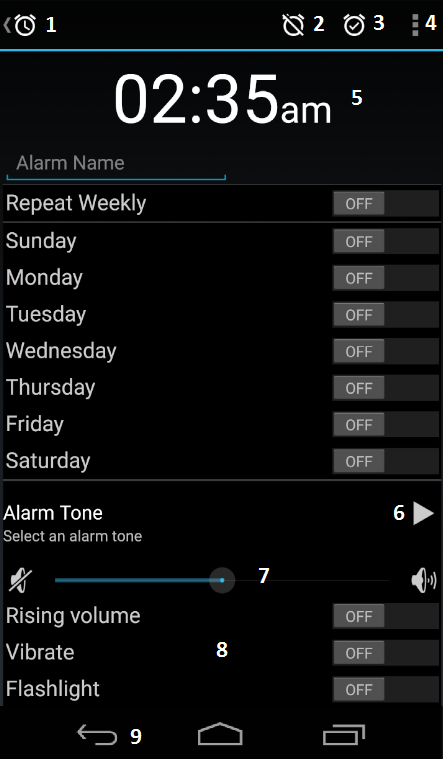 1 2 3 4
02:35am 5
Alarm Name
Repeat Weekly OFF
Sunday OFF
Monday OFF
Tuesday OFF
Wednesday OFF
Thursday OFF
Friday OFF
Saturday OFF
Alarm Tone 6
Select an alarm tone
7
Rising volume OFF
Vibrate 8 OFF
Flashlight OFF
9